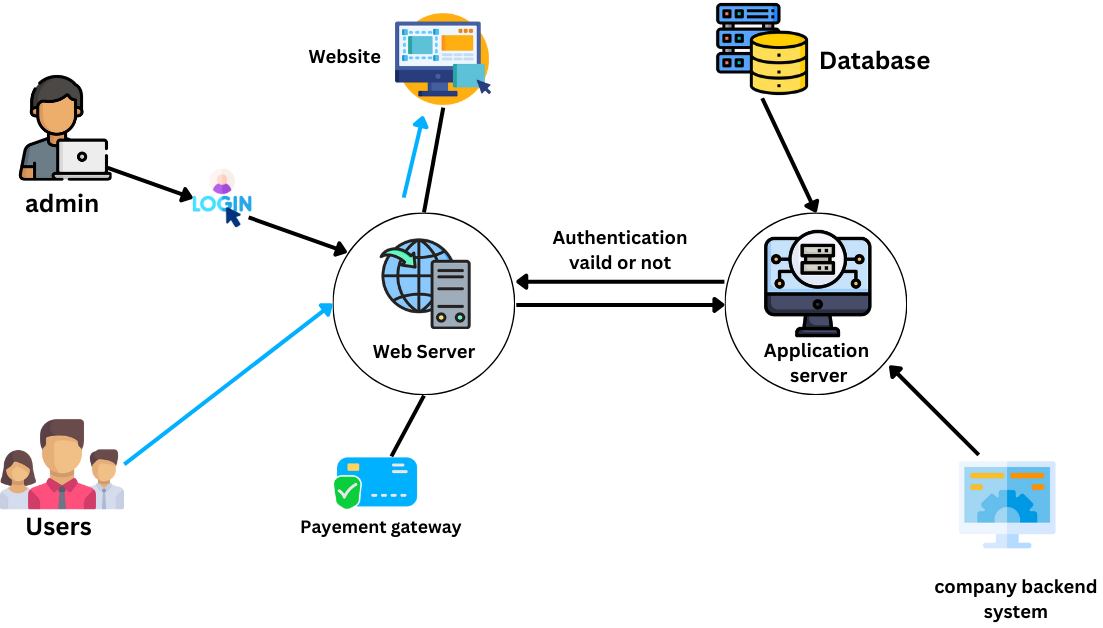 Website
Database
admin
LOGIN
Authentication
vaild or not
Web Server
Application
server
Users
Payement gateway
company backend
system